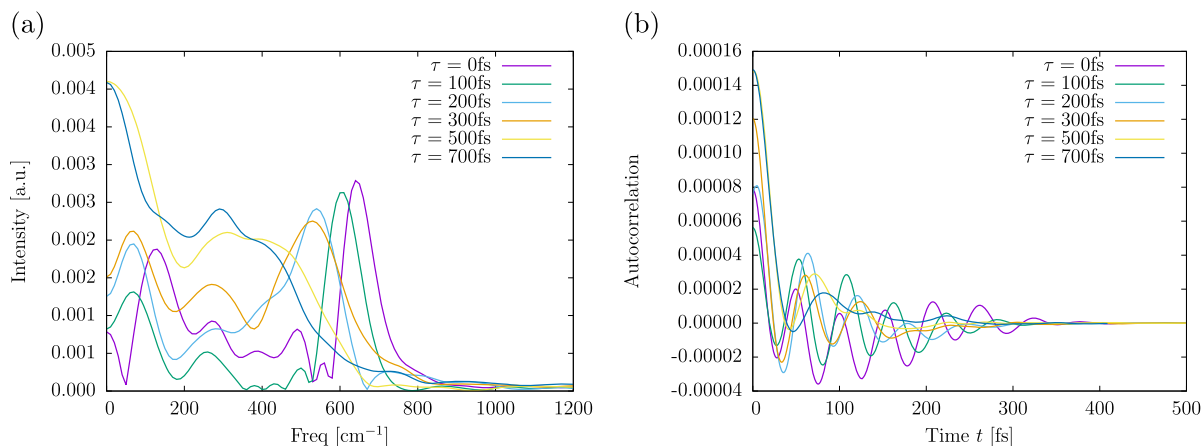 (a)
0.005
0.004
0.004
0.003
0.003
0.002
0.002
0.001
0.001
0.000
Intensity [a.u.]
0
200
400
600
800
1000
1200
Freq [cm⁻¹]
τ = 0fs
τ = 100fs
τ = 200fs
τ = 300fs
τ = 500fs
τ = 700fs
(b)
0.00016
0.00014
0.00012
0.00010
0.00008
0.00006
0.00004
0.00002
0.00000
-0.00002
-0.00004
Autocorrelation
0
100
200
300
400
500
Time t [fs]
τ = 0fs
τ = 100fs
τ = 200fs
τ = 300fs
τ = 500fs
τ = 700fs